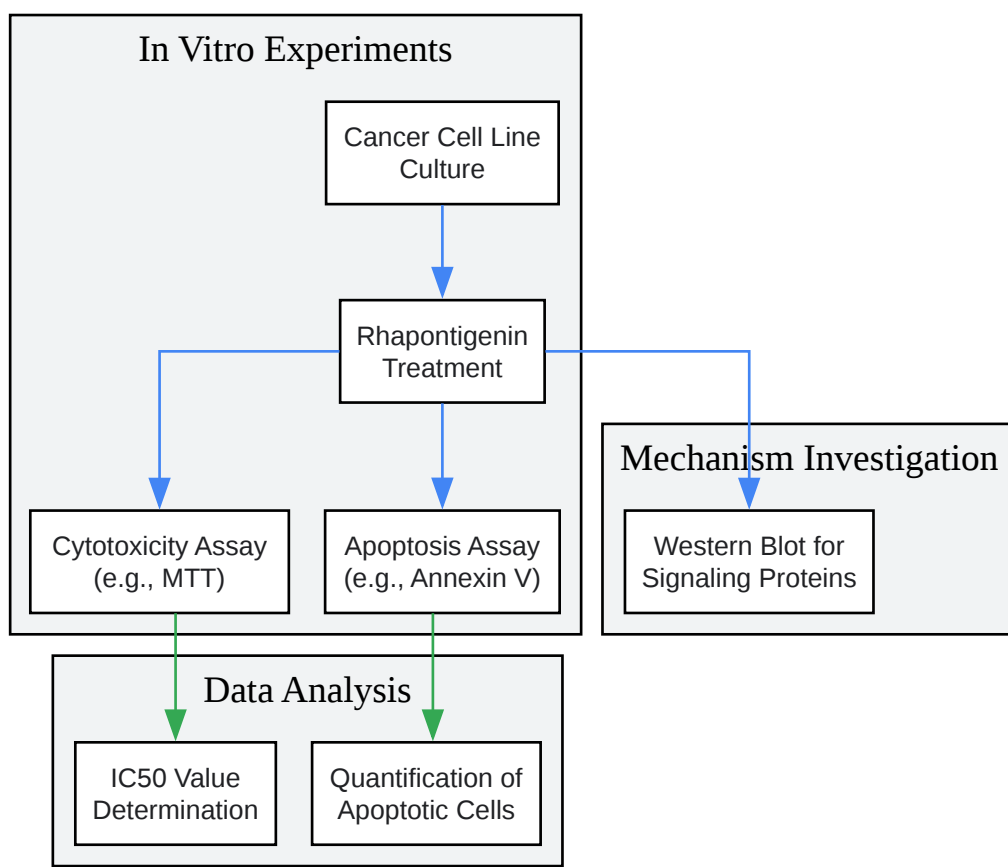 In Vitro Experiments
Cancer Cell Line
Culture
Rhapontigenin
Treatment
Mechanism Investigation
Cytotoxicity Assay
(e.g., MTT)
Apoptosis Assay
(e.g., Annexin V)
Western Blot for
Signaling Proteins
Data Analysis
IC50 Value
Determination
Quantification of
Apoptotic Cells